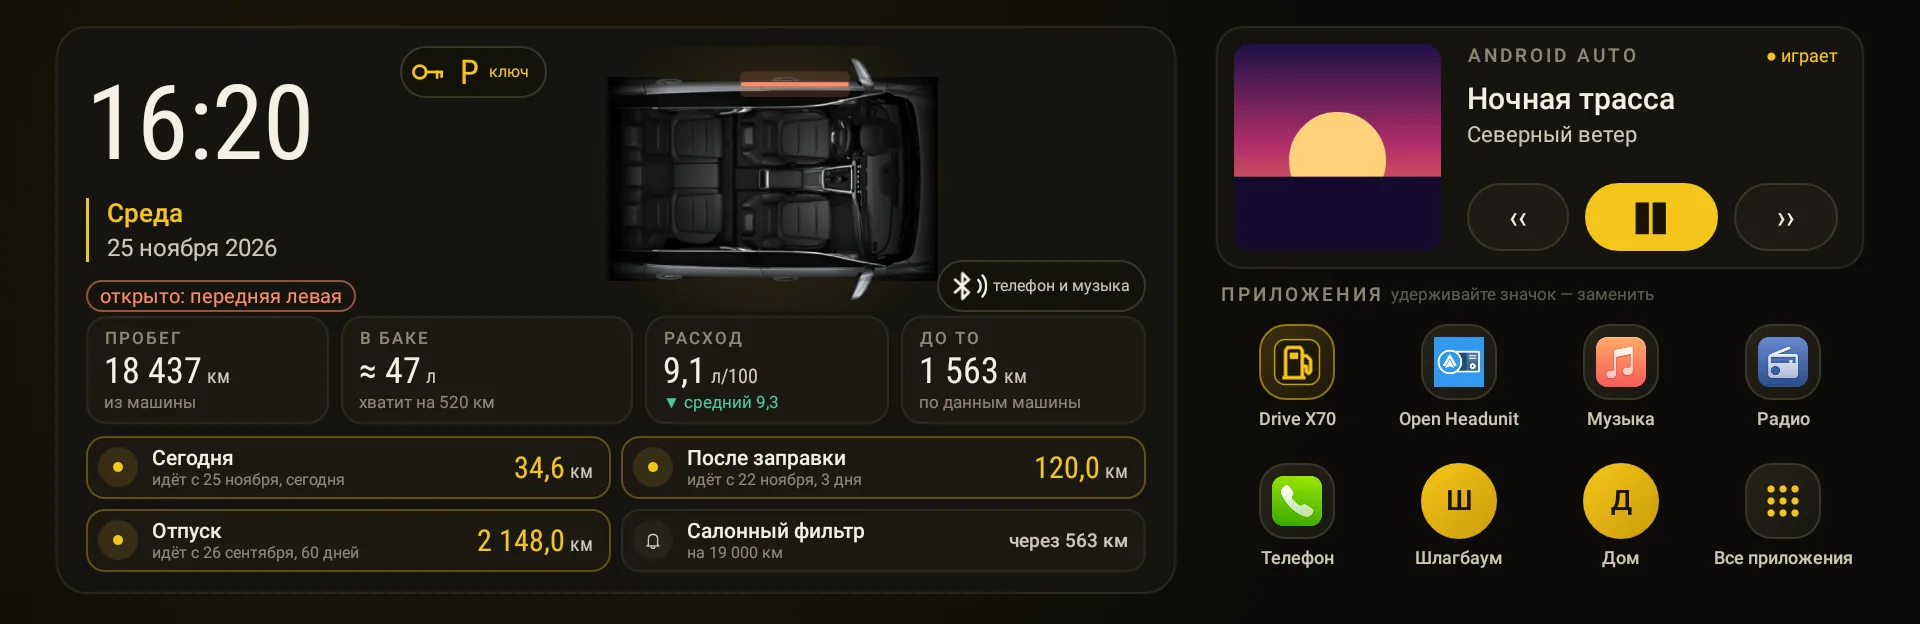 16:20
P ключ
Среда
25 ноября 2026
открыто: передняя левая
телефон и музыка
ПРОБЕГ
18 437 км
из машины
В БАКЕ
≈ 47 л
хватит на 520 км
РАСХОД
9,1 л/100
▼ средний 9,3
ДО ТО
1 563 км
по данным машины
Сегодня
идёт с 25 ноября, сегодня
34,6 км
После заправки
идёт с 22 ноября, 3 дня
120,0 км
Отпуск
идёт с 26 сентября, 60 дней
2 148,0 км
Салонный фильтр
на 19 000 км
через 563 км
ANDROID AUTO
играет
Ночная трасса
Северный ветер
‹‹ ››
ПРИЛОЖЕНИЯ удерживайте значок — заменить
Drive X70
Open Headunit
Музыка
Радио
Телефон
Ш
Шлагбаум
Д
Дом
Все приложения